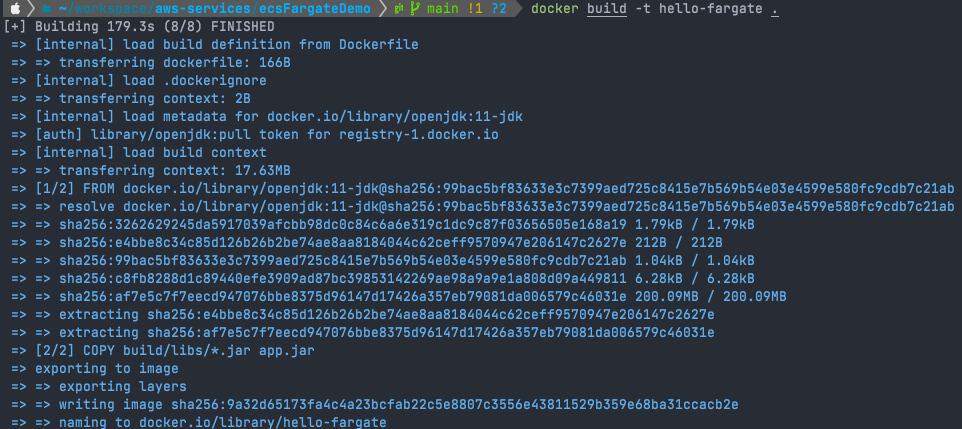 ~/workspace/aws-services/ecsFargateDemo main !1 ?2 docker build -t hello-fargate .
[+] Building 179.3s (8/8) FINISHED
=> [internal] load build definition from Dockerfile
=> => transferring dockerfile: 166B
=> [internal] load .dockerignore
=> => transferring context: 2B
=> [internal] load metadata for docker.io/library/openjdk:11-jdk
=> [auth] library/openjdk:pull token for registry-1.docker.io
=> [internal] load build context
=> => transferring context: 17.63MB
=> [1/2] FROM docker.io/library/openjdk:11-jdk@sha256:99bac5bf83633e3c7399aed725c8415e7b569b54e03e4599e580fc9cdb7c21ab
=> => resolve docker.io/library/openjdk:11-jdk@sha256:99bac5bf83633e3c7399aed725c8415e7b569b54e03e4599e580fc9cdb7c21ab
=> => sha256:3262629245da5917039afcbb98dc0c84c6a6e319c1dc9c87f03656505e168a19 1.79kB / 1.79kB
=> => sha256:e4bbe8c34c85d126b26b2be74ae8aa8184044c62ceff9570947e206147c2627e 212B / 212B
=> => sha256:99bac5bf83633e3c7399aed725c8415e7b569b54e03e4599e580fc9cdb7c21ab 1.04kB / 1.04kB
=> => sha256:c8fb8288d1c89440efe3909ad87bc39853142269ae98a9a9e1a808d09a449811 6.28kB / 6.28kB
=> => sha256:af7e5c7f7eecd947076bbe8375d96147d17426a357eb79081da006579c46031e 200.09MB / 200.09MB
=> => extracting sha256:e4bbe8c34c85d126b26b2be74ae8aa8184044c62ceff9570947e206147c2627e
=> => extracting sha256:af7e5c7f7eecd947076bbe8375d96147d17426a357eb79081da006579c46031e
=> [2/2] COPY build/libs/*.jar app.jar
=> exporting to image
=> => exporting layers
=> => writing image sha256:9a32d65173fa4c4a23bcfab22c5e8807c3556e43811529b359e68ba31ccacb2e
=> => naming to docker.io/library/hello-fargate